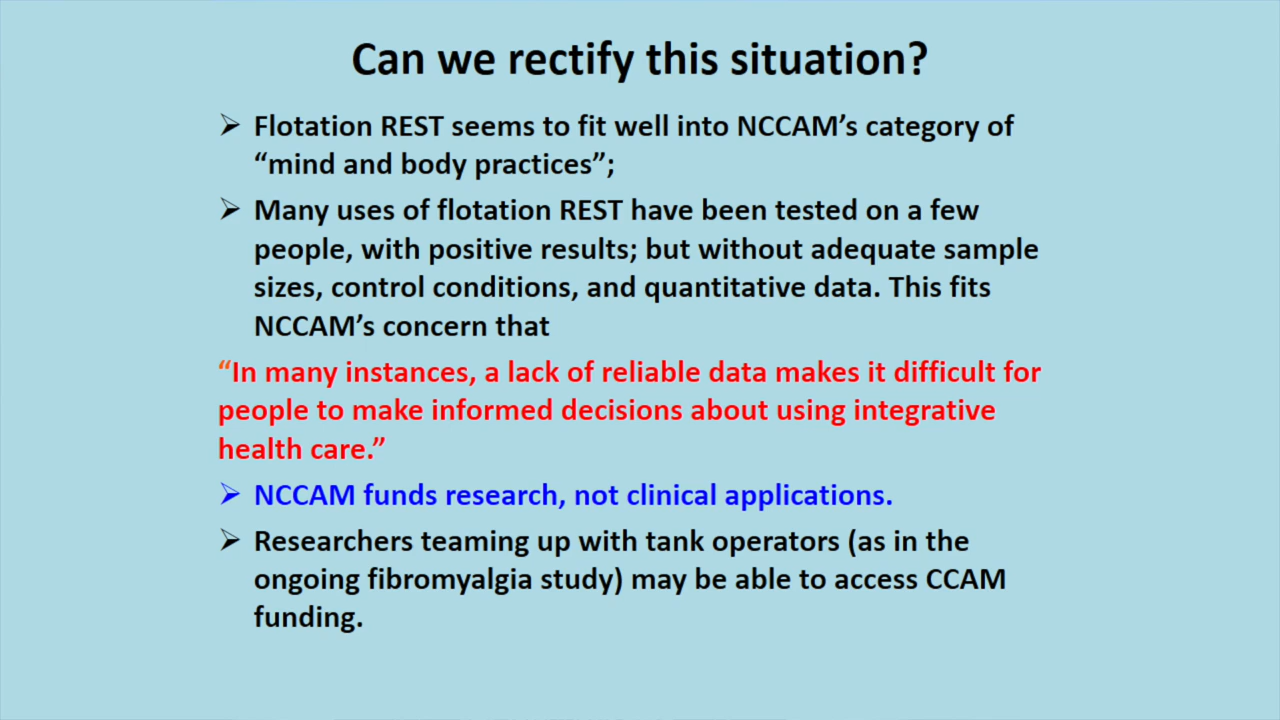 Can we rectify this situation?
➢ Flotation REST seems to fit well into NCCAM’s category of
“mind and body practices”;
➢ Many uses of flotation REST have been tested on a few
people, with positive results; but without adequate sample
sizes, control conditions, and quantitative data. This fits
NCCAM’s concern that
“In many instances, a lack of reliable data makes it difficult for
people to make informed decisions about using integrative
health care.”
➢ NCCAM funds research, not clinical applications.
➢ Researchers teaming up with tank operators (as in the
ongoing fibromyalgia study) may be able to access CCAM
funding.